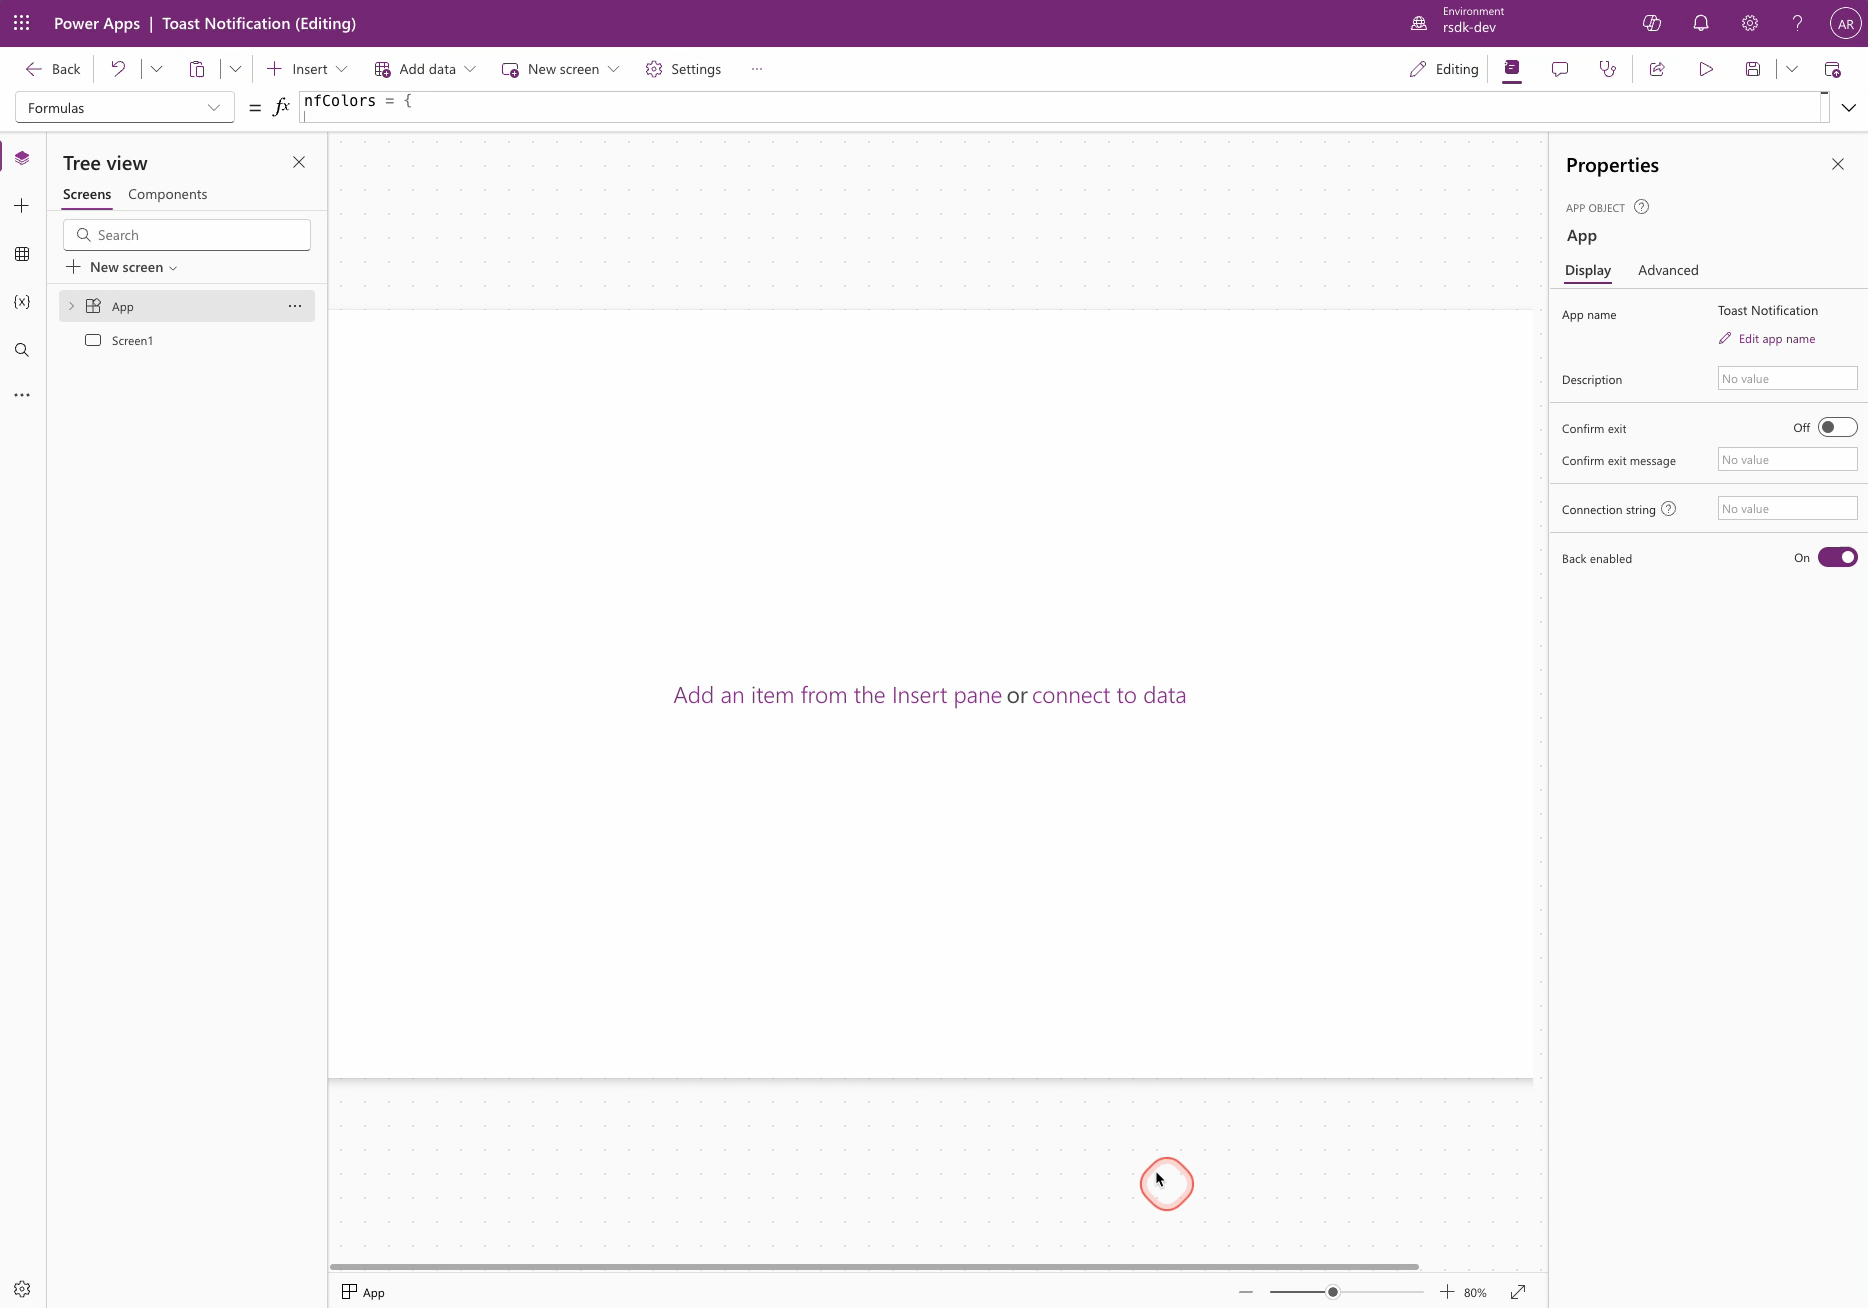 Power Apps | Toast Notification (Editing)
Environment
rsdk-dev
AR
Back
Insert
Add data
New screen
Settings
Editing
Formulas
= fx nfColors = {
Tree view
Screens
Components
Search
New screen
App
Screen1
Add an item from the Insert pane or connect to data
App
80%
Properties
APP OBJECT
App
Display
Advanced
App name
Toast Notification
Edit app name
Description
No value
Confirm exit
Off
Confirm exit message
No value
Connection string
No value
Back enabled
On